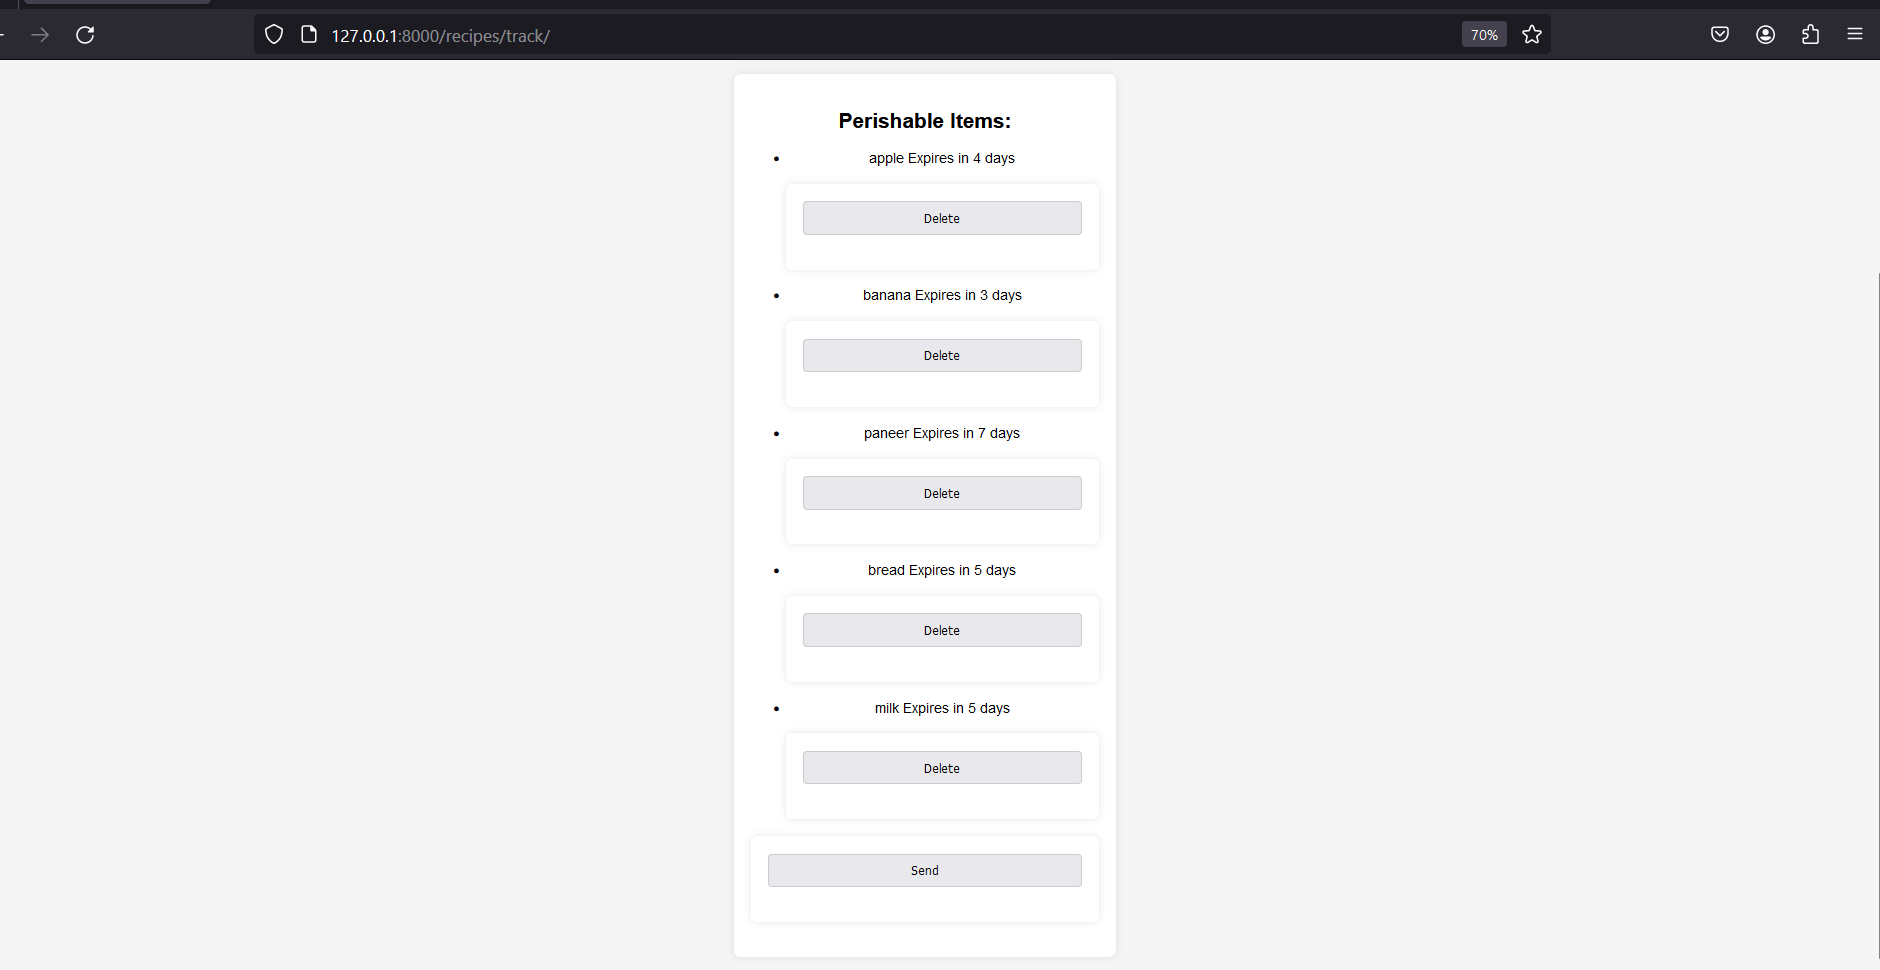 127.0.0.1:8000/recipes/track/
70%
Perishable Items:
apple Expires in 4 days
Delete
banana Expires in 3 days
Delete
paneer Expires in 7 days
Delete
bread Expires in 5 days
Delete
milk Expires in 5 days
Delete
Send